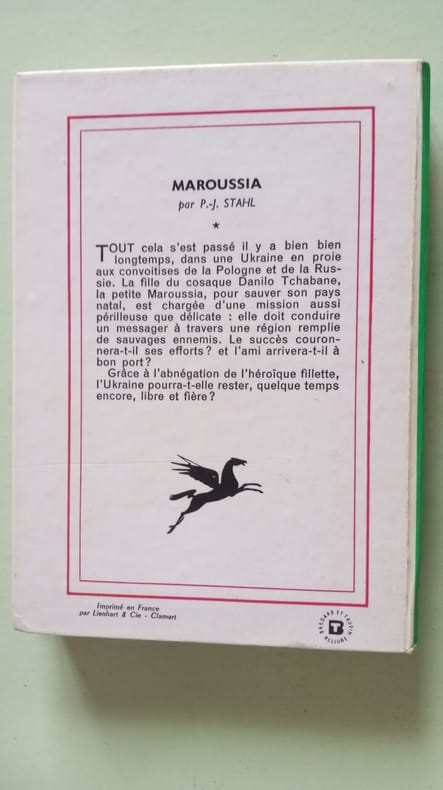 MAROUSSIA
par P.-J. STAHL
★
TOUT cela s'est passé il y a bien bien
longtemps, dans une Ukraine en proie
aux convoitises de la Pologne et de la Rus-
sie. La fille du cosaque Danilo Tchabane,
la petite Maroussia, pour sauver son pays
natal, est chargée d'une mission aussi
périlleuse que délicate : elle doit conduire
un messager à travers une région remplie
de sauvages ennemis. Le succès couron-
nera-t-il ses efforts ? et l'ami arrivera-t-il à
bon port ?
Grâce à l'abnégation de l'héroïque fillette,
l'Ukraine pourra-t-elle rester, quelque temps
encore, libre et fière ?
Imprimé en France
par Lienhart & Cie - Clamart
BRODARD ET TAUPIN
RELIURE